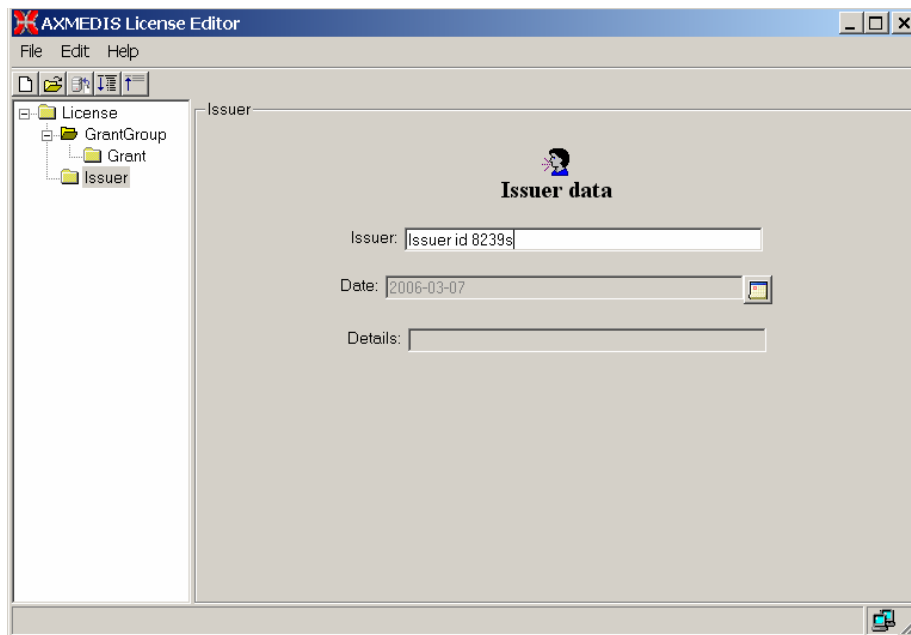 AXMEDIS License Editor
File Edit Help
License
GrantGroup
Grant
Issuer
Issuer
Issuer data
Issuer: Issuer id 8239s
Date: 2006-03-07
Details: